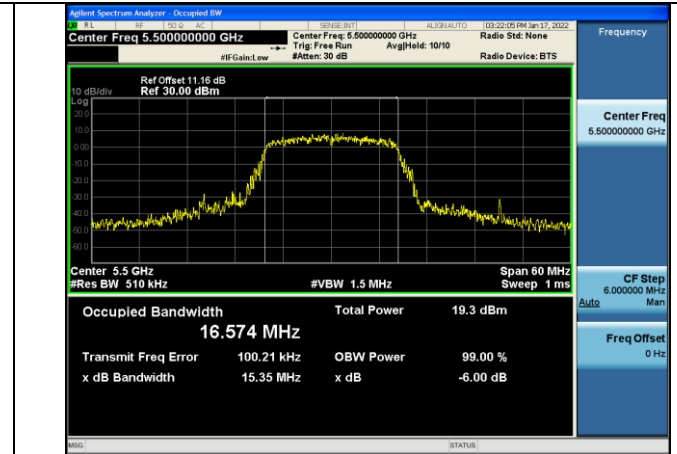 Agilent Spectrum Analyzer - Occupied BW
RL RF 50 Ω AC SENSE:INT ALIGNAUTO 03:22:05 PM Jan 17, 2022
Center Freq 5.500000000 GHz
Center Freq: 5.500000000 GHz Radio Std: None
Trig: Free Run Avg|Hold: 10/10
#IFGain:Low #Atten: 30 dB Radio Device: BTS
Frequency
Ref Offset 11.16 dB
10 dB/div Ref 30.00 dBm
Log
20.0
10.0
0.00
-10.0
-20.0
-30.0
-40.0
-50.0
-60.0
Center Freq
5.500000000 GHz
Center 5.5 GHz Span 60 MHz
#Res BW 510 kHz #VBW 1.5 MHz Sweep 1 ms
CF Step
6.000000 MHz
Auto Man
Freq Offset
0 Hz
Occupied Bandwidth Total Power 19.3 dBm
16.574 MHz
Transmit Freq Error 100.21 kHz OBW Power 99.00 %
x dB Bandwidth 15.35 MHz x dB -6.00 dB
MSG STATUS